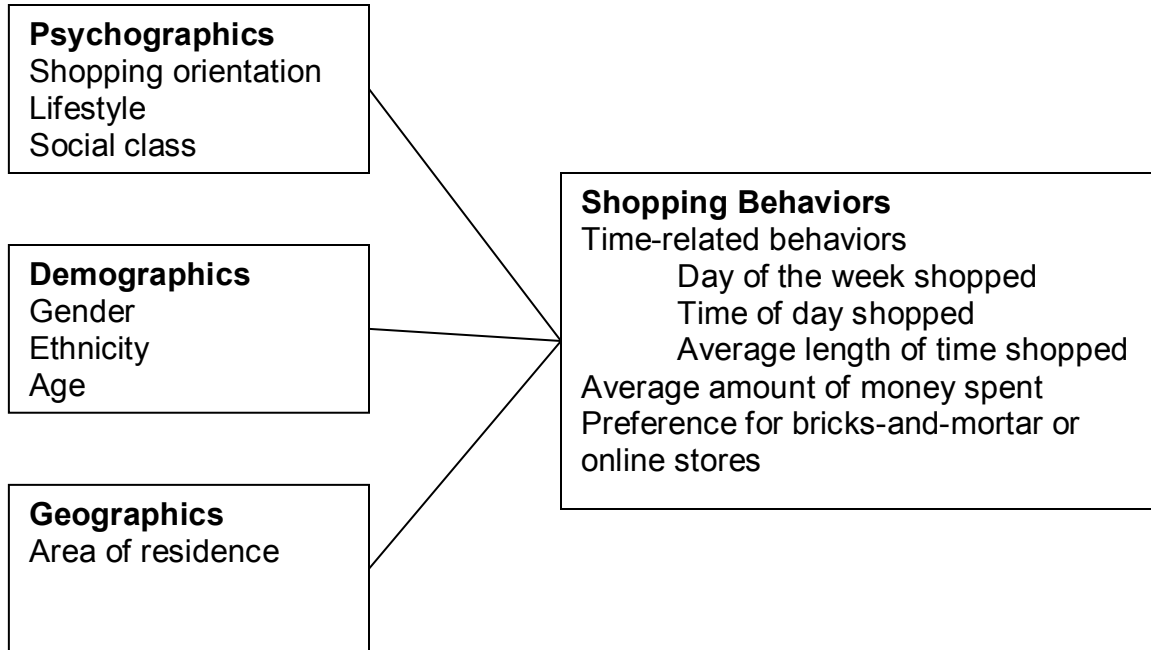 Psychographics
Shopping orientation
Lifestyle
Social class
Demographics
Gender
Ethnicity
Age
Geographics
Area of residence
Shopping Behaviors
Time-related behaviors
Day of the week shopped
Time of day shopped
Average length of time shopped
Average amount of money spent
Preference for bricks-and-mortar or
online stores